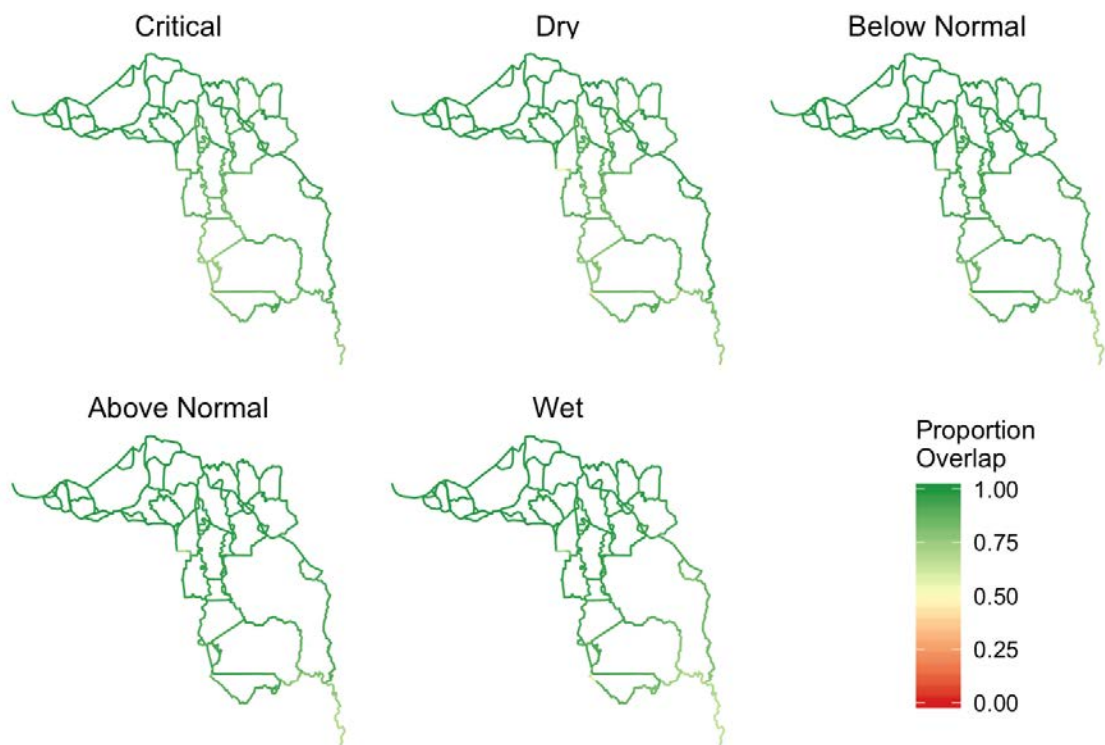 Critical
Dry
Below Normal
Above Normal
Wet
Proportion
Overlap
1.00
0.75
0.50
0.25
0.00